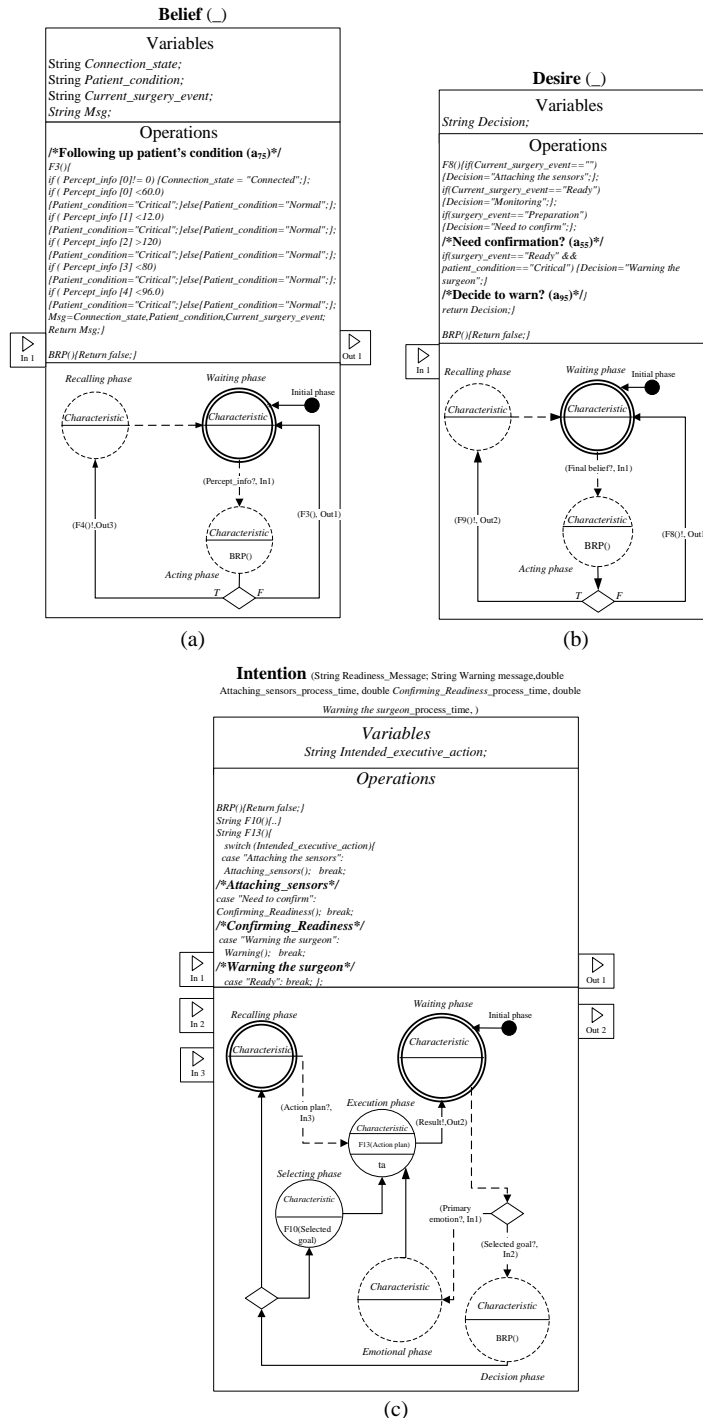 Belief (_)
Variables
String Connection_state;
String Patient_condition;
String Current_surgery_event;
String Msg;
Operations
/*Following up patient's condition (a75)*/
F3(){
if ( Percept_info [0]!= 0) {Connection_state = "Connected";};
if ( Percept_info [0] <60.0)
{Patient_condition="Critical";}else{Patient_condition="Normal";};
if ( Percept_info [1] <12.0)
{Patient_condition="Critical";}else{Patient_condition="Normal";};
if ( Percept_info [2] >120)
{Patient_condition="Critical";}else{Patient_condition="Normal";};
if ( Percept_info [3] <80)
{Patient_condition="Critical";}else{Patient_condition="Normal";};
if ( Percept_info [4] <96.0)
{Patient_condition="Critical";}else{Patient_condition="Normal";};
Msg=Connection_state,Patient_condition,Current_surgery_event;
Return Msg;}
BRP(){Return false;}
In 1
Out 1
Recalling phase
Waiting phase
Initial phase
Characteristic
Characteristic
(Percept_info?, In1)
(F4()!,Out3)
(F3(), Out1)
Characteristic
BRP()
Acting phase
T
F
(a)
Desire (_)
Variables
String Decision;
Operations
F8(){if(Current_surgery_event=="")
{Decision="Attaching the sensors";};
if(Current_surgery_event=="Ready")
{Decision="Monitoring";};
if(surgery_event=="Preparation")
{Decision="Need to confirm";}
/*Need confirmation? (a55)*/
if(surgery_event=="Ready" &&
patient_condition=="Critical") {Decision="Warning the
surgeon";}
/*Decide to warn? (a95)*/}
return Decision;}
BRP(){Return false;}
In 1
Recalling phase
Waiting phase
Initial phase
Characteristic
Characteristic
(Final belief?, In1)
(F9()!, Out2)
Characteristic
BRP()
Acting phase
T
F
(b)
Intention (String Readiness_Message; String Warning message,double
Attaching_sensors_process_time, double Confirming_Readiness_process_time, double
Warning the surgeon_process_time, )
Variables
String Intended_executive_action;
Operations
BRP(){Return false;}
String F10(){..}
String F13(){
switch (Intended_executive_action){
case "Attaching the sensors":
Attaching_sensors(); break;
/*Attaching_sensors*/
case "Need to confirm":
Confirming_Readiness(); break;
/*Confirming_Readiness*/
case "Warning the surgeon":
Warning(); break;
/*Warning the surgeon*/
case "Ready": break; };
In 1
Out 1
In 2
Out 2
In 3
Recalling phase
Waiting phase
Initial phase
Characteristic
Characteristic
(Action plan?,
In3)
Execution phase
Characteristic
F13(Action plan)
ta
(Result!,Out2)
Selecting phase
Characteristic
F10(Selected
goal)
(Primary
emotion?, In1)
(Selected goal?,
In2)
Characteristic
Emotional phase
Characteristic
BRP()
Decision phase
(c)